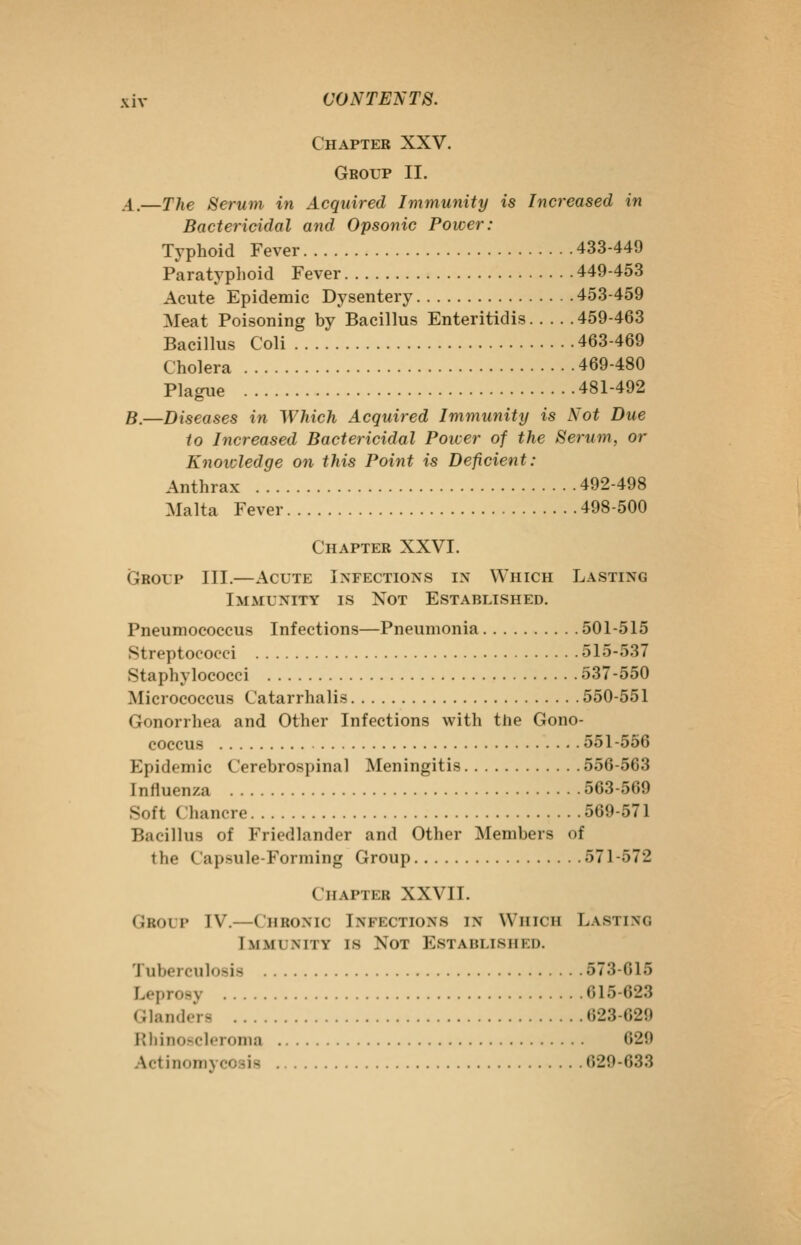 xiv CONTENTS.
CHAPTER XXV.
GROUP II.
A.—The Serum in Acquired Immunity is Increased in
Bactericidal and Opsonic Power:
Typhoid Fever..........................433-449
Paratyphoid Fever......................449-453
Acute Epidemic Dysentery................453-459
Meat Poisoning by Bacillus Enteritidis.....459-463
Bacillus Coli ...........................463-469
Cholera ................................469-480
Plague ................................481-492
B.—Diseases in Which Acquired Immunity is Not Due
to Increased Bactericidal Power of the Serum, or
Knowledge on this Point is Deficient:
Anthrax ...............................492-498
Malta Fever............................498-500
CHAPTER XXVI.
GROUP III.—ACUTE INFECTIONS IN WHICH LASTING
IMMUNITY IS NOT ESTABLISHED.
Pneumococcus Infections—Pneumonia..........501-515
Streptococci ...............................515-537
Staphylococci ..............................537-550
Micrococcus Catarrhalis......................550-551
Gonorrhea and Other Infections with the Gono-
coccus ..................................551-556
Epidemic Cerebrospinal Meningitis............556-563
Influenza ..................................563-569
Soft Chancre................................569-571
Bacillus of Friedlander and Other Members of
the Capsule-Forming Group................571-572
CHAPTER XXVII.
GROUP IV.—CHRONIC INFECTIONS IN WHICH LASTING
IMMUNITY IS NOT ESTABLISHED.
Tuberculosis ...............................573-615
Leprosy ...................................615-623
Glanders ..................................623-629
Rhinoscleroma ............................. 629
Actinomycosis .............................629-633